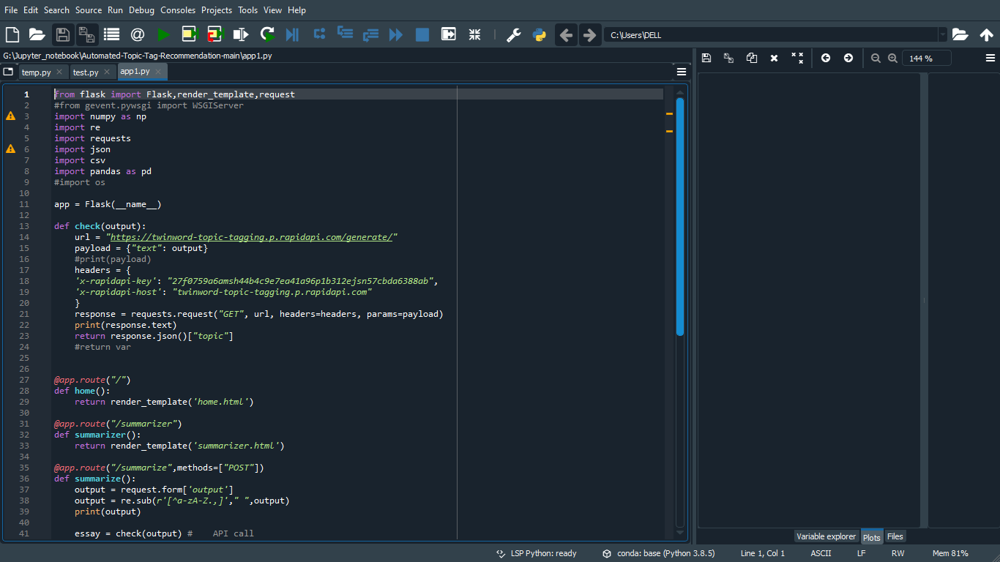 File Edit Search Source Run Debug Consoles Projects Tools View Help
C:\Users\DELL
G:\Jupyter_notebook\Automated-Topic-Tag-Recommendation-main\app1.py
temp.py test.py app1.py
144 %
1 from flask import Flask,render_template,request
2 #from gevent.pywsgi import WSGIServer
3 import numpy as np
4 import re
5 import requests
6 import json
7 import csv
8 import pandas as pd
9 #import os
10
11 app = Flask(__name__)
12
13 def check(output):
14 url = "https://twinword-topic-tagging.p.rapidapi.com/generate/"
15 payload = {"text": output}
16 #print(payload)
17 headers = {
18 'x-rapidapi-key': "27f0759a6amsh44b4c9e7ea41a96p1b312ejsn57cbda6388ab",
19 'x-rapidapi-host': "twinword-topic-tagging.p.rapidapi.com"
20 }
21 response = requests.request("GET", url, headers=headers, params=payload)
22 print(response.text)
23 return response.json()["topic"]
24 #return var
25
26
27 @app.route("/")
28 def home():
29 return render_template('home.html')
30
31 @app.route("/summarizer")
32 def summarizer():
33 return render_template('summarizer.html')
34
35 @app.route("/summarize",methods=["POST"])
36 def summarize():
37 output = request.form['output']
38 output = re.sub(r'[^a-zA-Z.,]'," ",output)
39 print(output)
40
41 essay = check(output) #    API call
Variable explorer Plots Files
LSP Python: ready conda: base (Python 3.8.5) Line 1, Col 1 ASCII LF RW Mem 81%